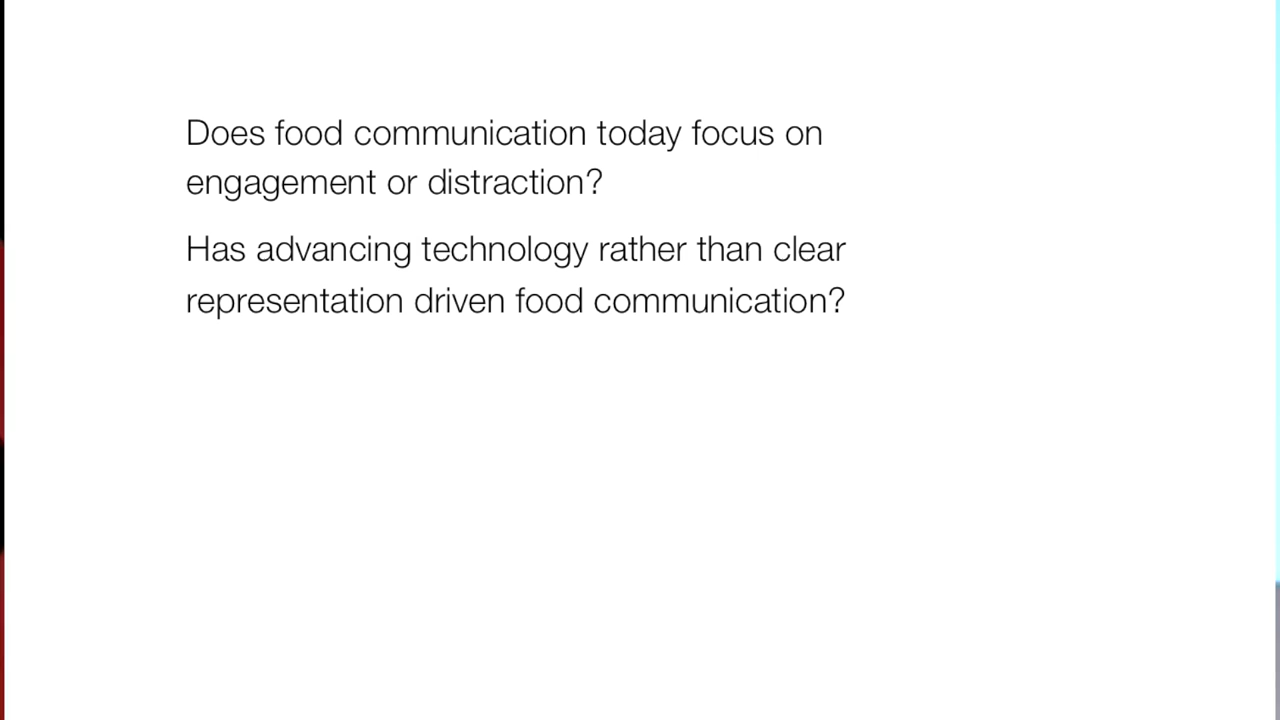 Does food communication today focus on
engagement or distraction?
Has advancing technology rather than clear
representation driven food communication?